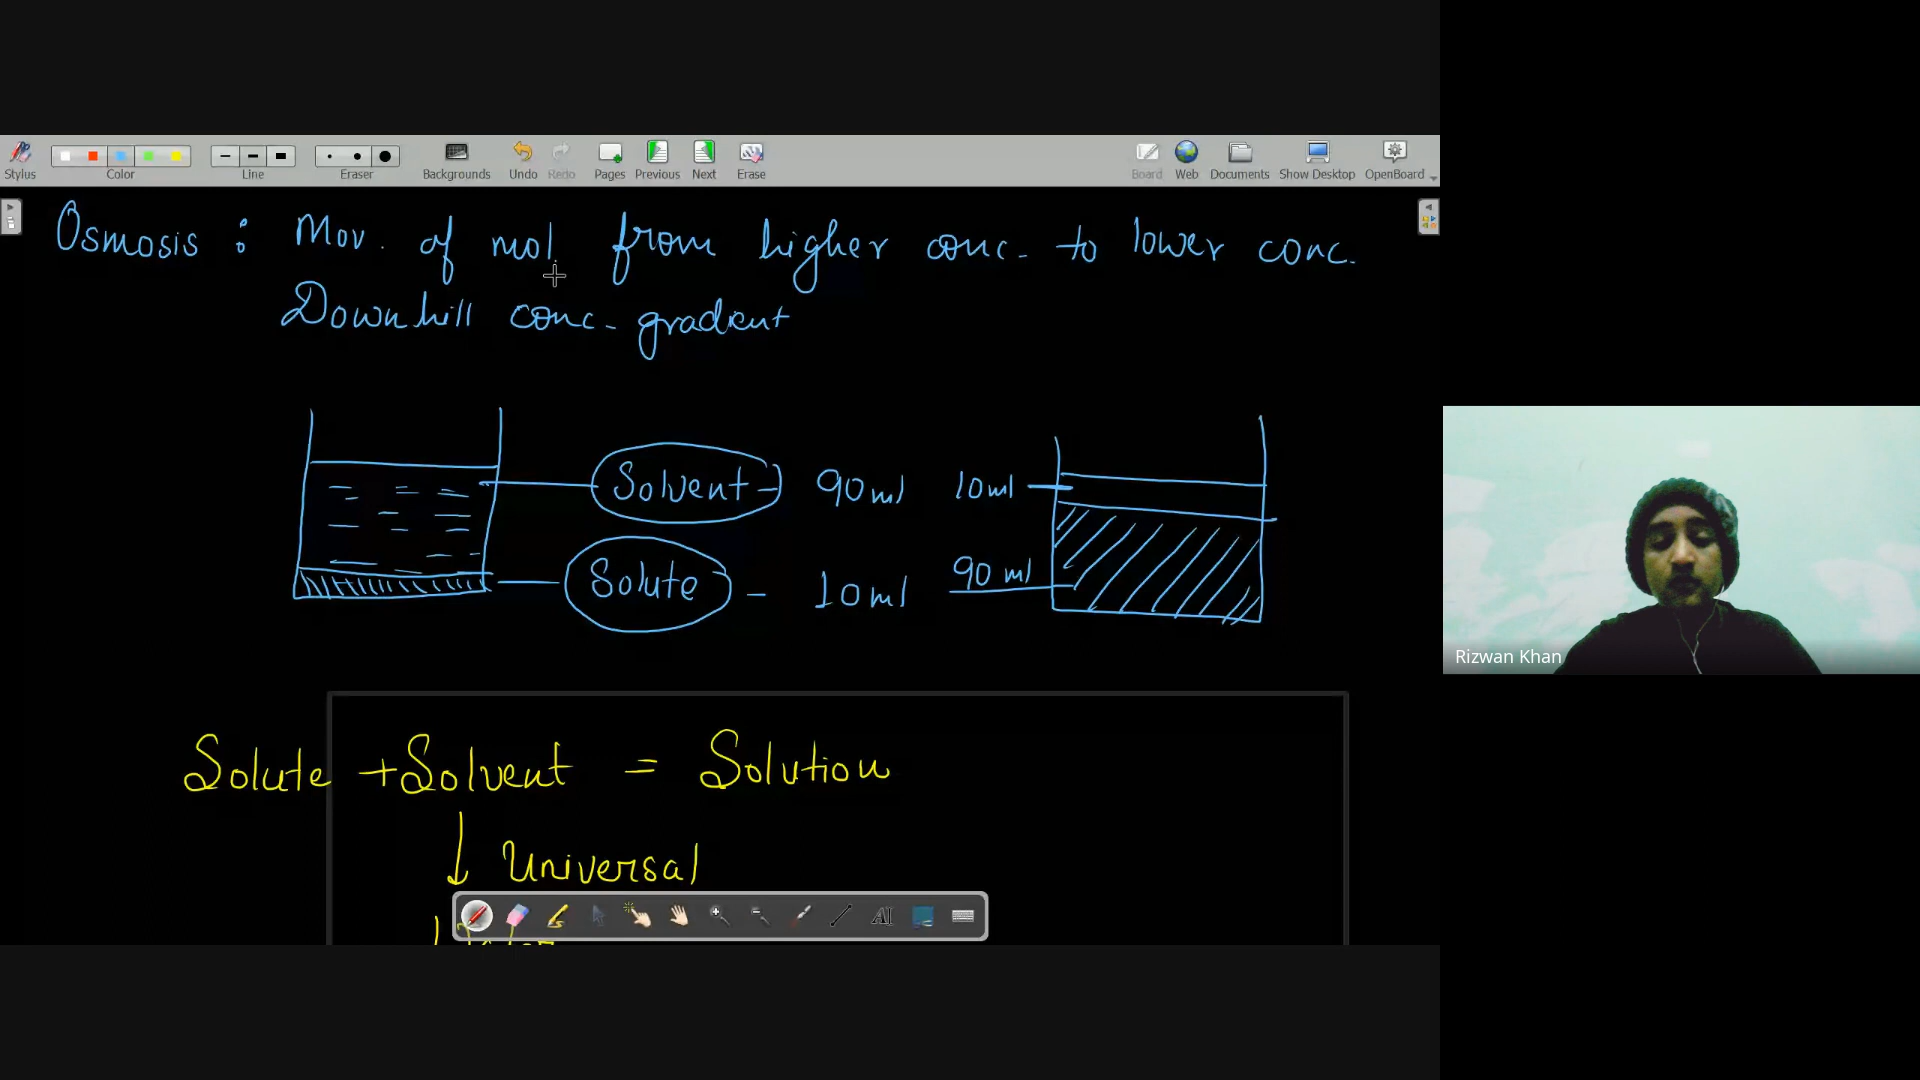 Stylus Color Line Eraser Backgrounds Undo Redo Pages Previous Next Erase Board Web Documents Show Desktop OpenBoard
Osmosis : Mov. of mol. from higher conc. to lower conc.
Downhill conc. gradient
Solvent - 90ml 10ml
Solute - 10ml 90 ml
Rizwan Khan
Solute + Solvent = Solution
Universal